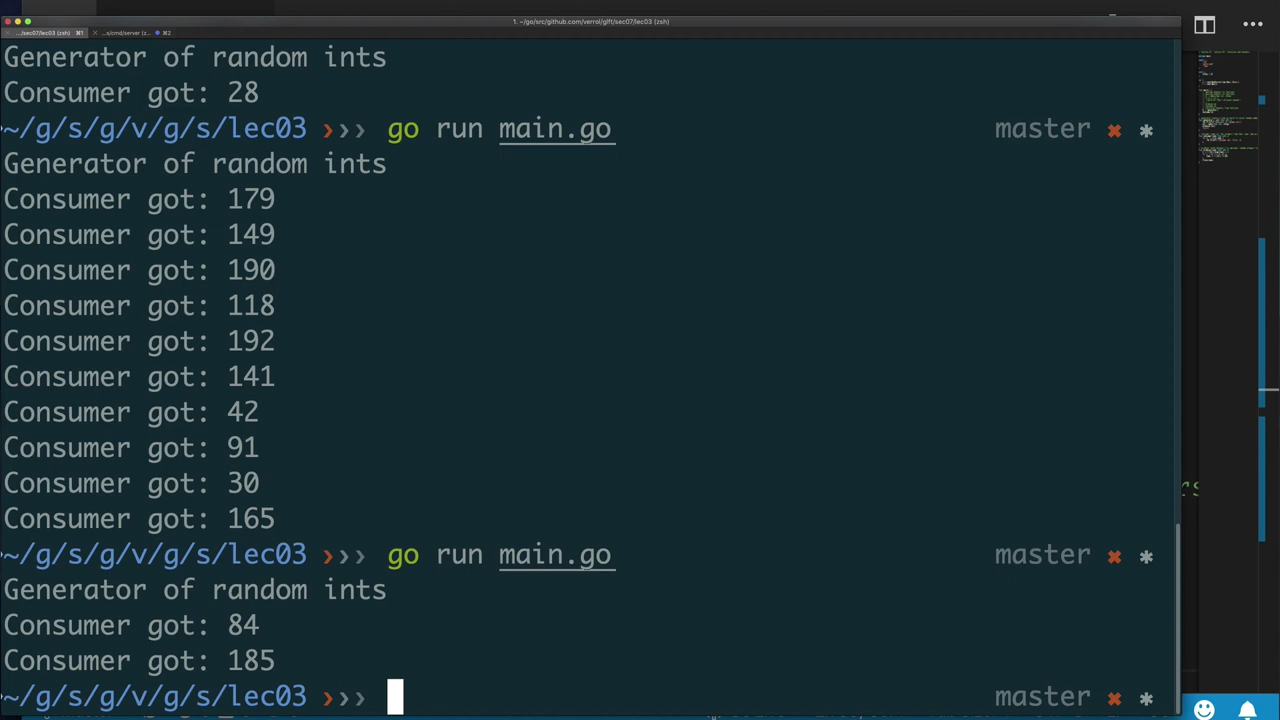 1. ~/go/src/github.com/verrol/glft/sec07/lec03 (zsh)
.../sec07/lec03 (zsh) ⌘1 × ..s/cmd/server (z... ⌘2
Generator of random ints
Consumer got: 28
~/g/s/g/v/g/s/lec03 ❯❯❯ go run main.go master ✖ ✱
Generator of random ints
Consumer got: 179
Consumer got: 149
Consumer got: 190
Consumer got: 118
Consumer got: 192
Consumer got: 141
Consumer got: 42
Consumer got: 91
Consumer got: 30
Consumer got: 165
~/g/s/g/v/g/s/lec03 ❯❯❯ go run main.go master ✖ ✱
Generator of random ints
Consumer got: 84
Consumer got: 185
~/g/s/g/v/g/s/lec03 ❯❯❯ master ✖ ✱